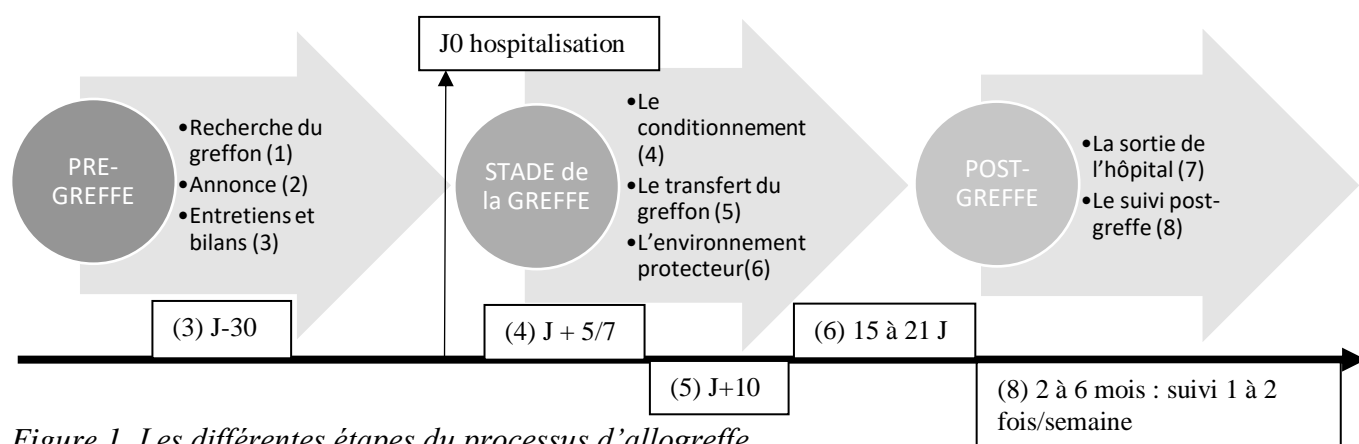 J0 hospitalisation
PRE-
GREFFE
•Recherche du
greffon (1)
•Annonce (2)
•Entretiens et
bilans (3)
STADE de
la GREFFE
•Le
conditionnement
(4)
•Le transfert du
greffon (5)
•L’environnement
protecteur(6)
POST-
GREFFE
•La sortie de
l’hôpital (7)
•Le suivi post-
greffe (8)
(3) J-30
(4) J + 5/7
(5) J+10
(6) 15 à 21 J
(8) 2 à 6 mois : suivi 1 à 2
fois/semaine
Figure 1. Les différentes étapes du processus d’allogreffe